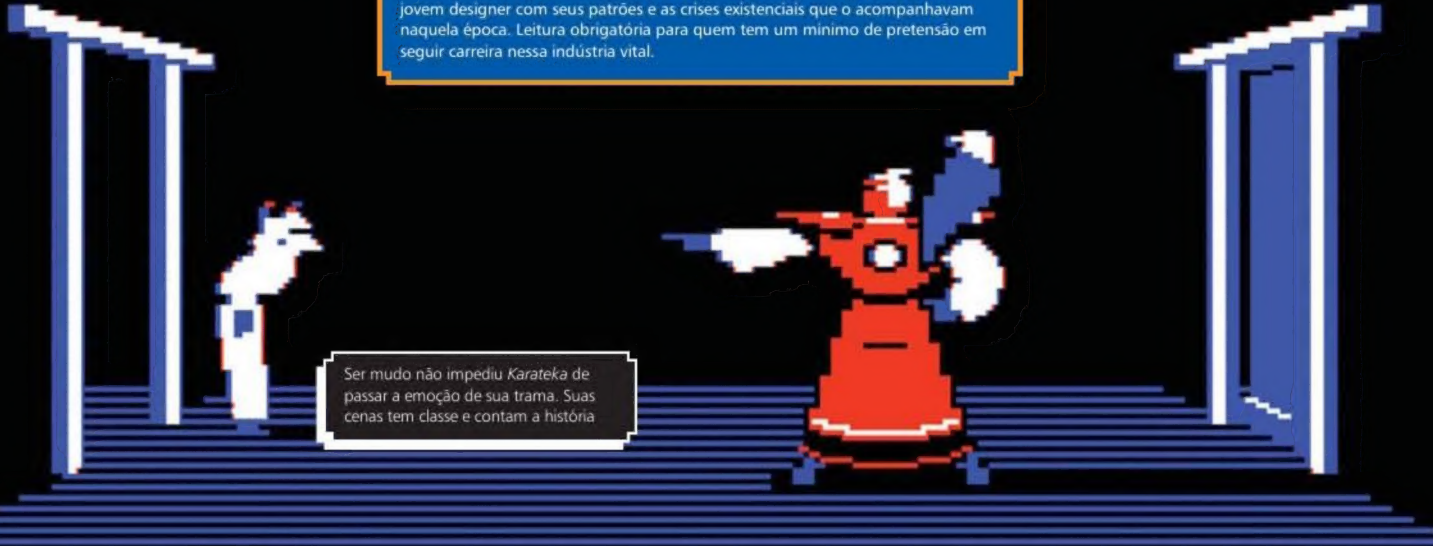 jovem designer com seus patrões e as crises existenciais que o acompanhavam
naquela época. Leitura obrigatória para quem tem um mínimo de pretensão em
seguir carreira nessa indústria vital.
Ser mudo não impediu Karateka de
passar a emoção de sua trama. Suas
cenas tem classe e contam a história